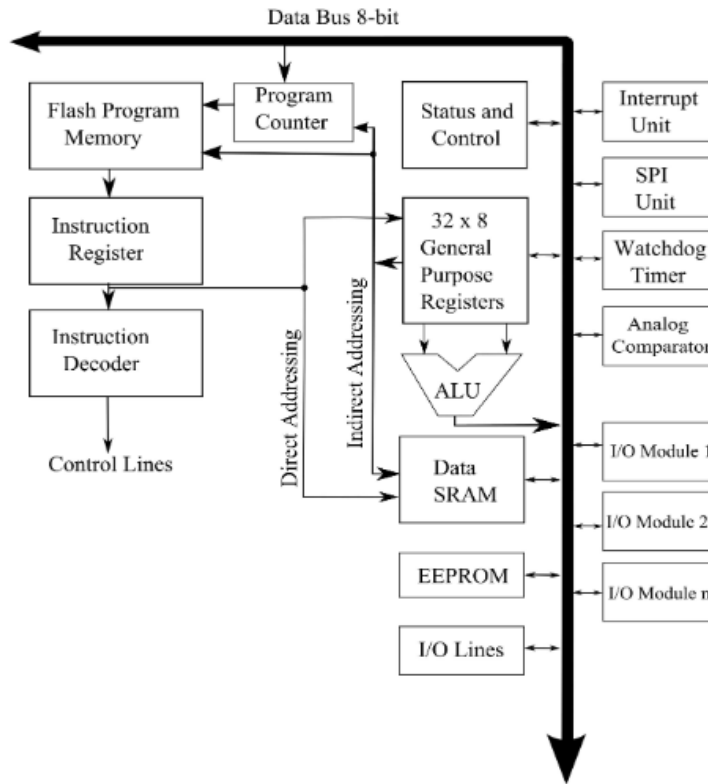 Data Bus 8-bit
Flash Program
Memory
Program
Counter
Status and
Control
Interrupt
Unit
SPI
Unit
Instruction
Register
32 x 8
General
Purpose
Registers
Watchdog
Timer
Instruction
Decoder
Analog
Comparator
Direct Addressing
Indirect Addressing
ALU
Control Lines
Data
SRAM
I/O Module 1
I/O Module 2
EEPROM
I/O Module n
I/O Lines